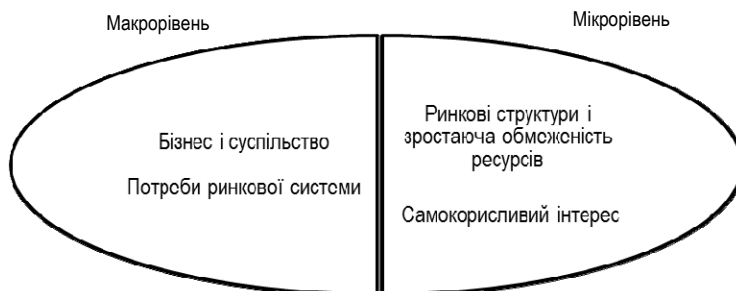 Макрорівень
Мікрорівень
Бізнес і суспільство
Потреби ринкової системи
Ринкові структури і
зростаюча обмеженість
ресурсів
Самокорисливий інтерес